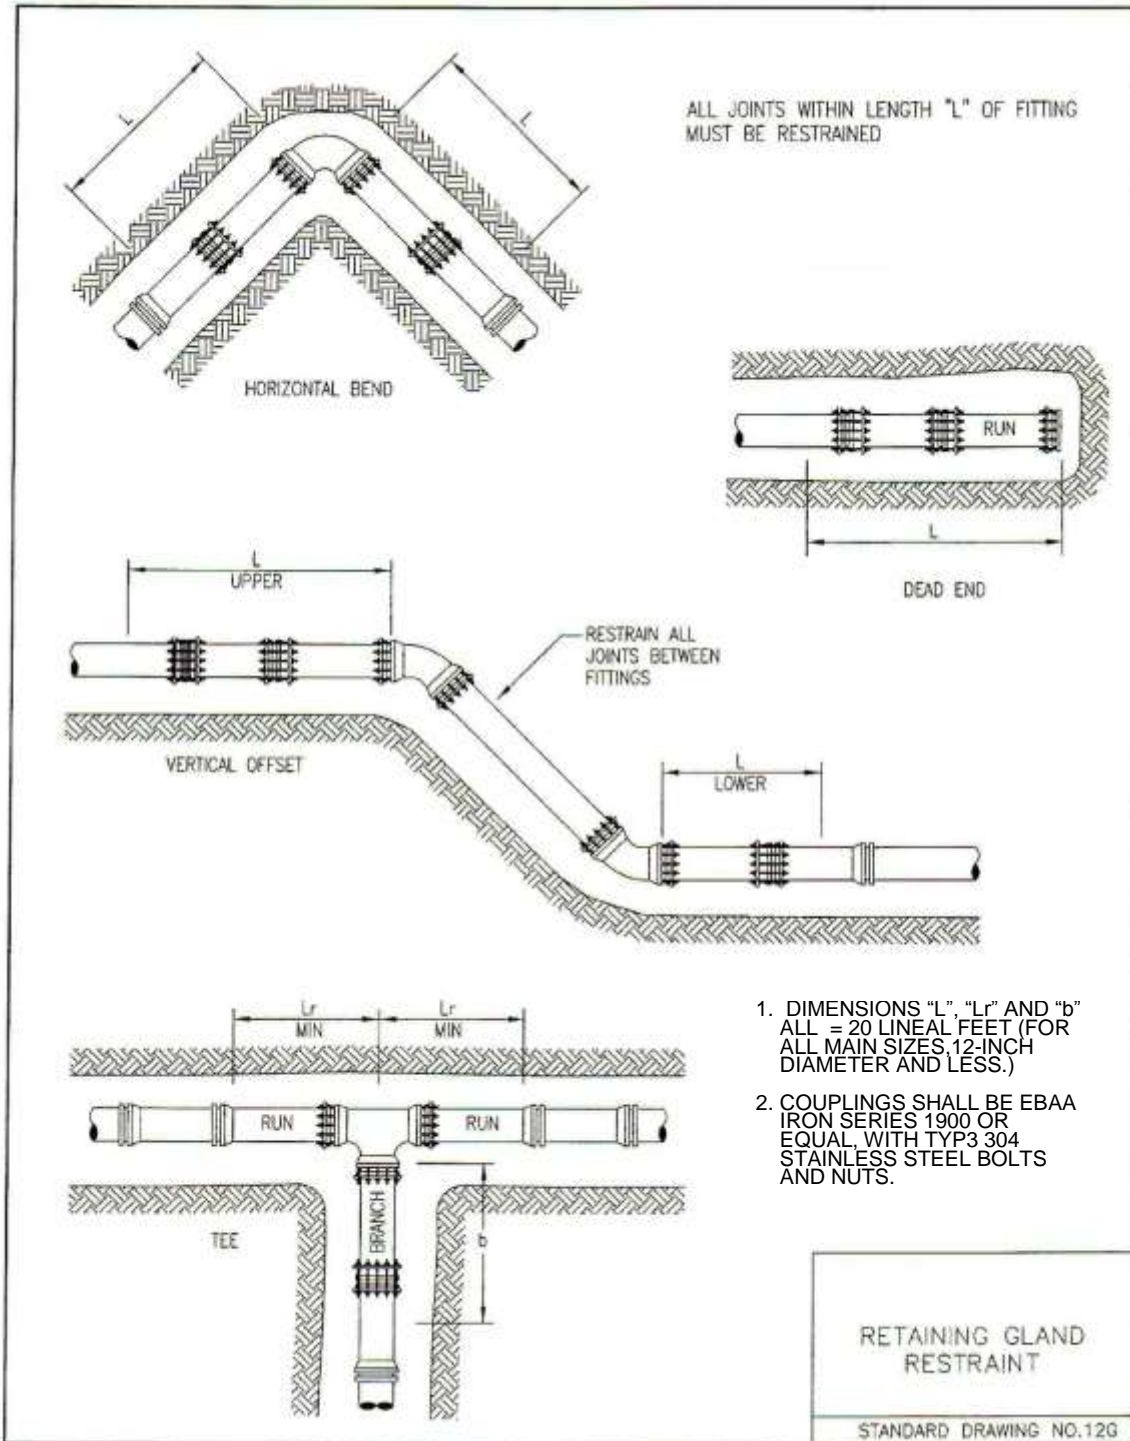 ALL JOINTS WITHIN LENGTH "L" OF FITTING
MUST BE RESTRAINED
L
L
HORIZONTAL BEND
RUN
L
DEAD END
L
UPPER
RESTRAIN ALL
JOINTS BETWEEN
FITTINGS
VERTICAL OFFSET
L
LOWER
Lr
MIN
Lr
MIN
RUN
RUN
BRANCH
b
TEE
1. DIMENSIONS “L”, “Lr” AND “b”
ALL = 20 LINEAL FEET (FOR
ALL MAIN SIZES,12-INCH
DIAMETER AND LESS.)
2. COUPLINGS SHALL BE EBAA
IRON SERIES 1900 OR
EQUAL, WITH TYP3 304
STAINLESS STEEL BOLTS
AND NUTS.
RETAINING GLAND
RESTRAINT
STANDARD DRAWING NO.12G